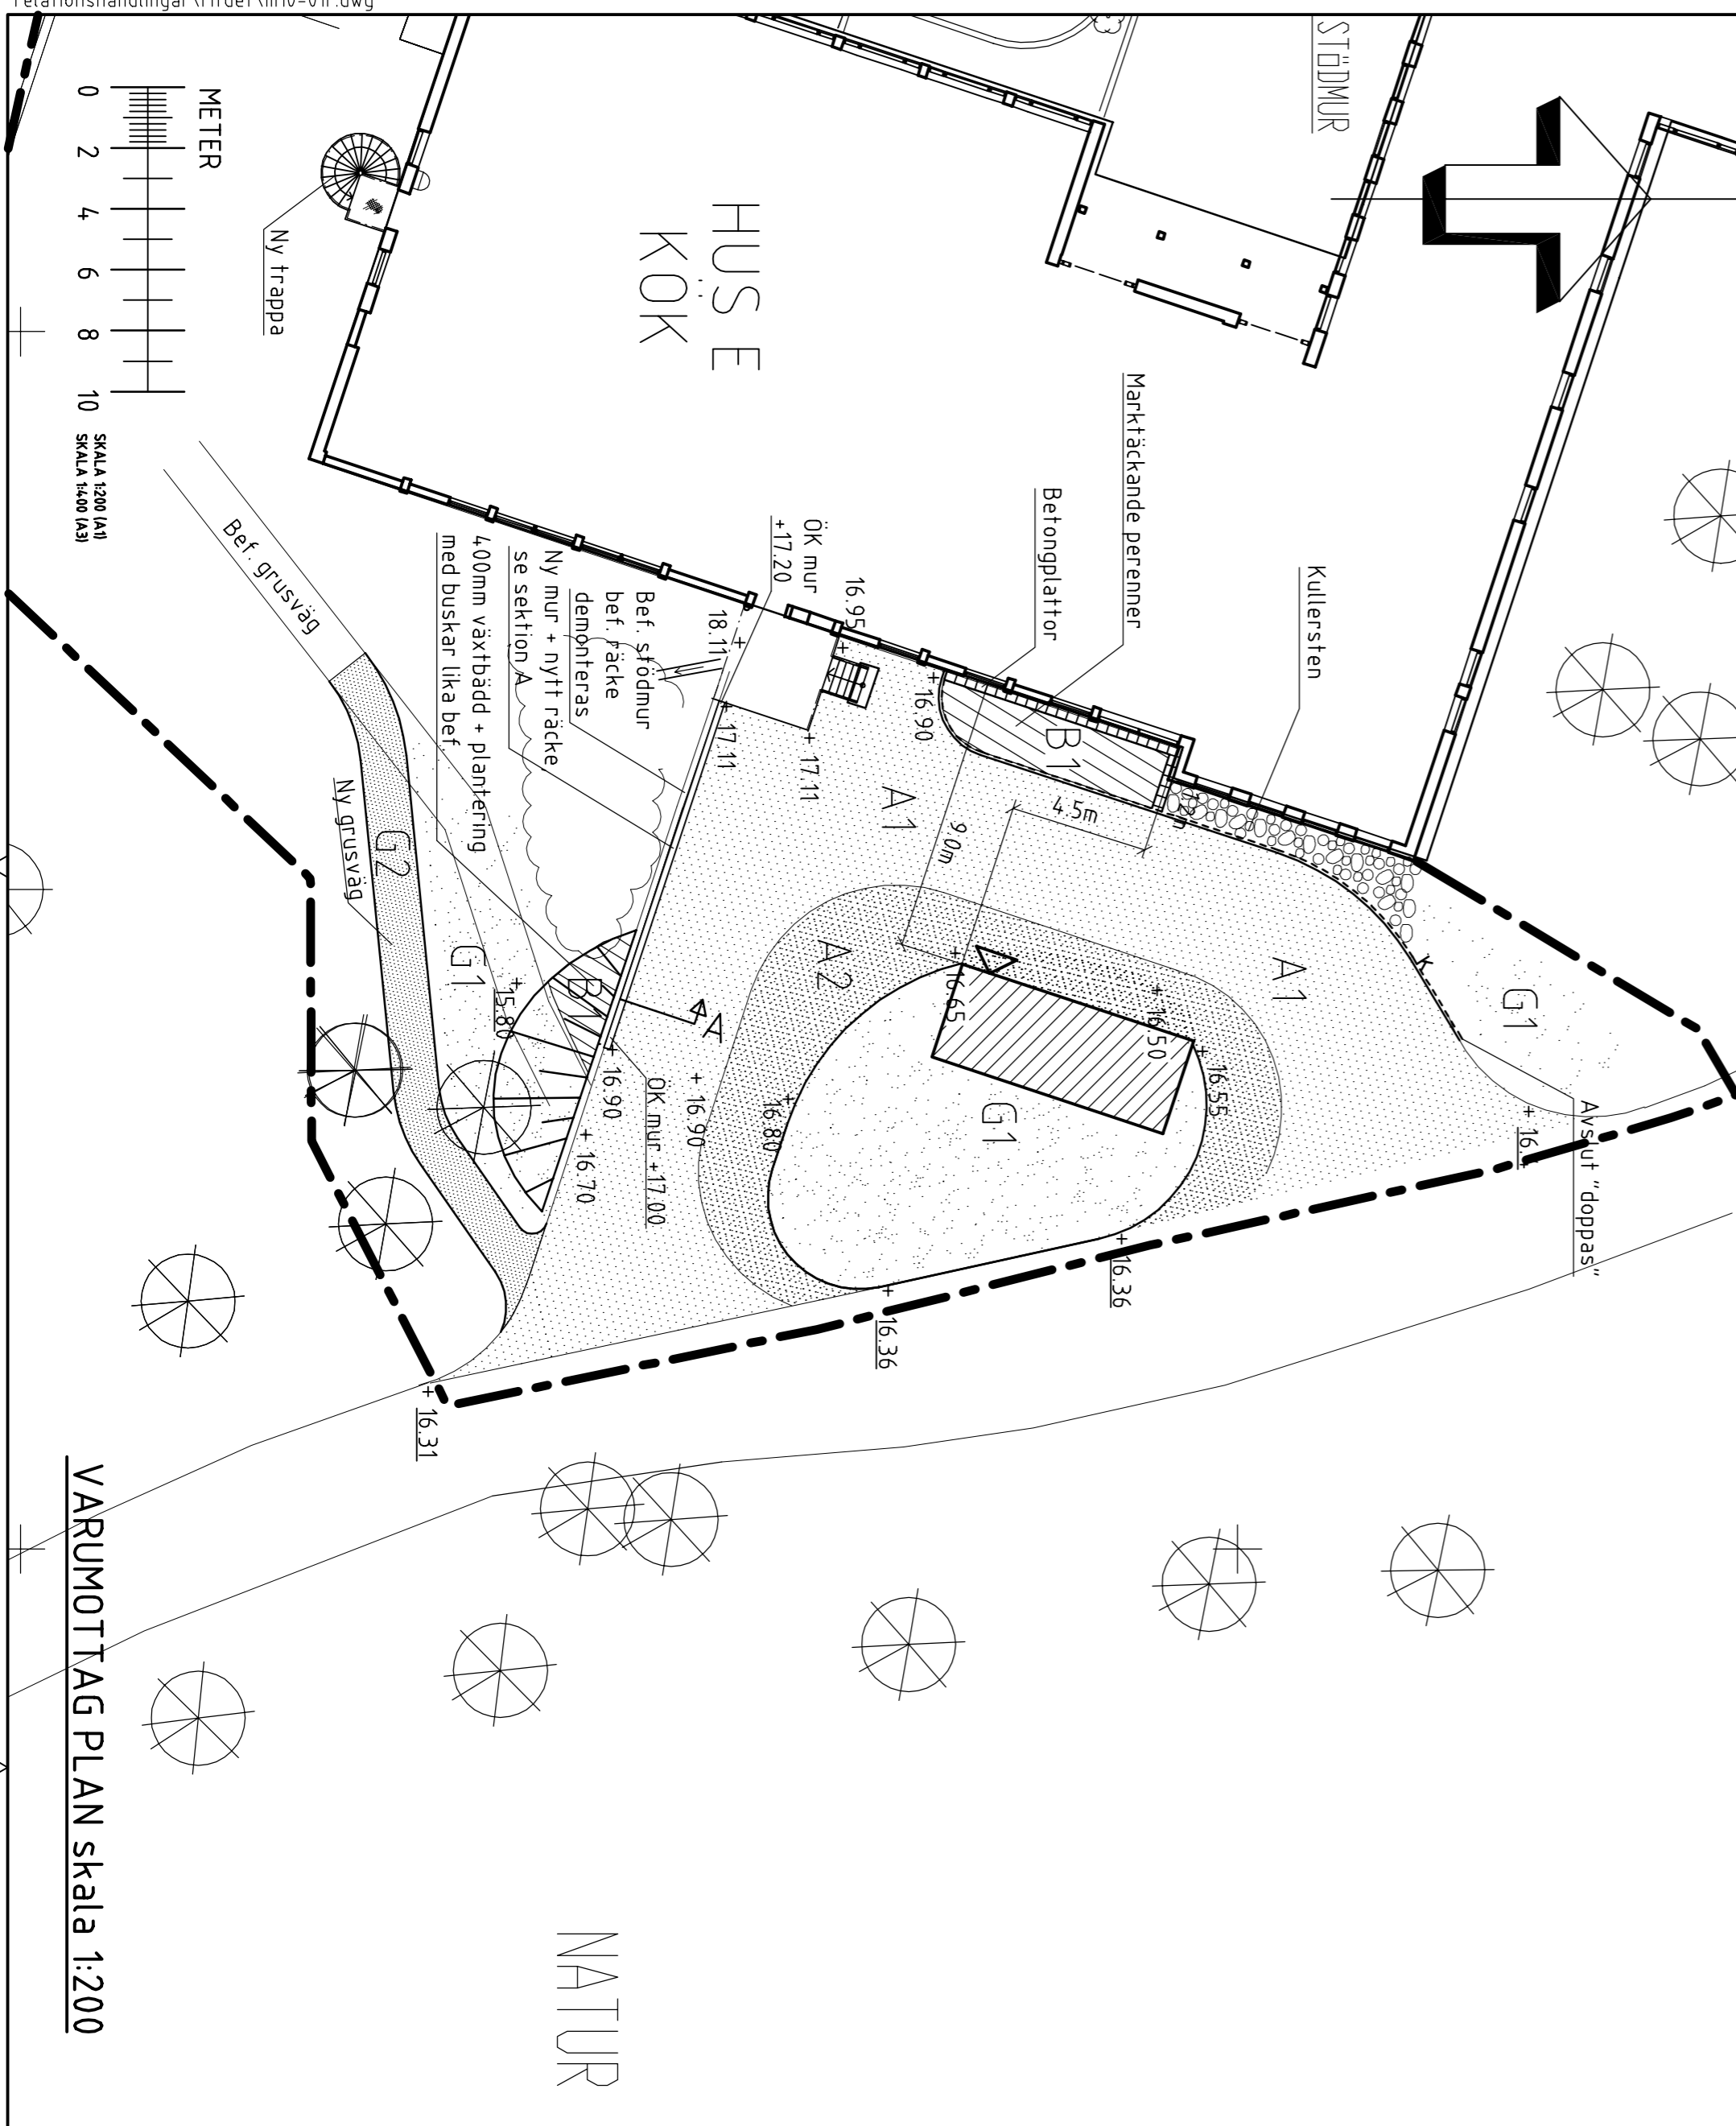 STÖDMUR
METER
0
2
4
6
8
10
SKALA 1:200 (A1)
SKALA 1:400 (A3)
Ny trappa
HUS E
KÖK
Marktäckande perenner
Betongplattor
Kullersten
ÖK mur
+17.20
16.95
18.11
Bef. stödmur
bef. räcke
demonteras
Ny mur + nytt räcke
se sektion A
400mm växtbädd + plantering
med buskar lika bef
Bef. grusväg
Ny grusväg
G2
G1
15.80
B1
17.11
17.11
16.90
B1
A1
4.5m
9.0m
A2
A
16.65
16.50
16.55
A1
G1
G1
16.90
ÖK mur +17.00
16.90
16.80
16.70
16.36
16.36
16.31
Avslut "doppas"
VARUMOTTAG PLAN skala 1:200
NATUR